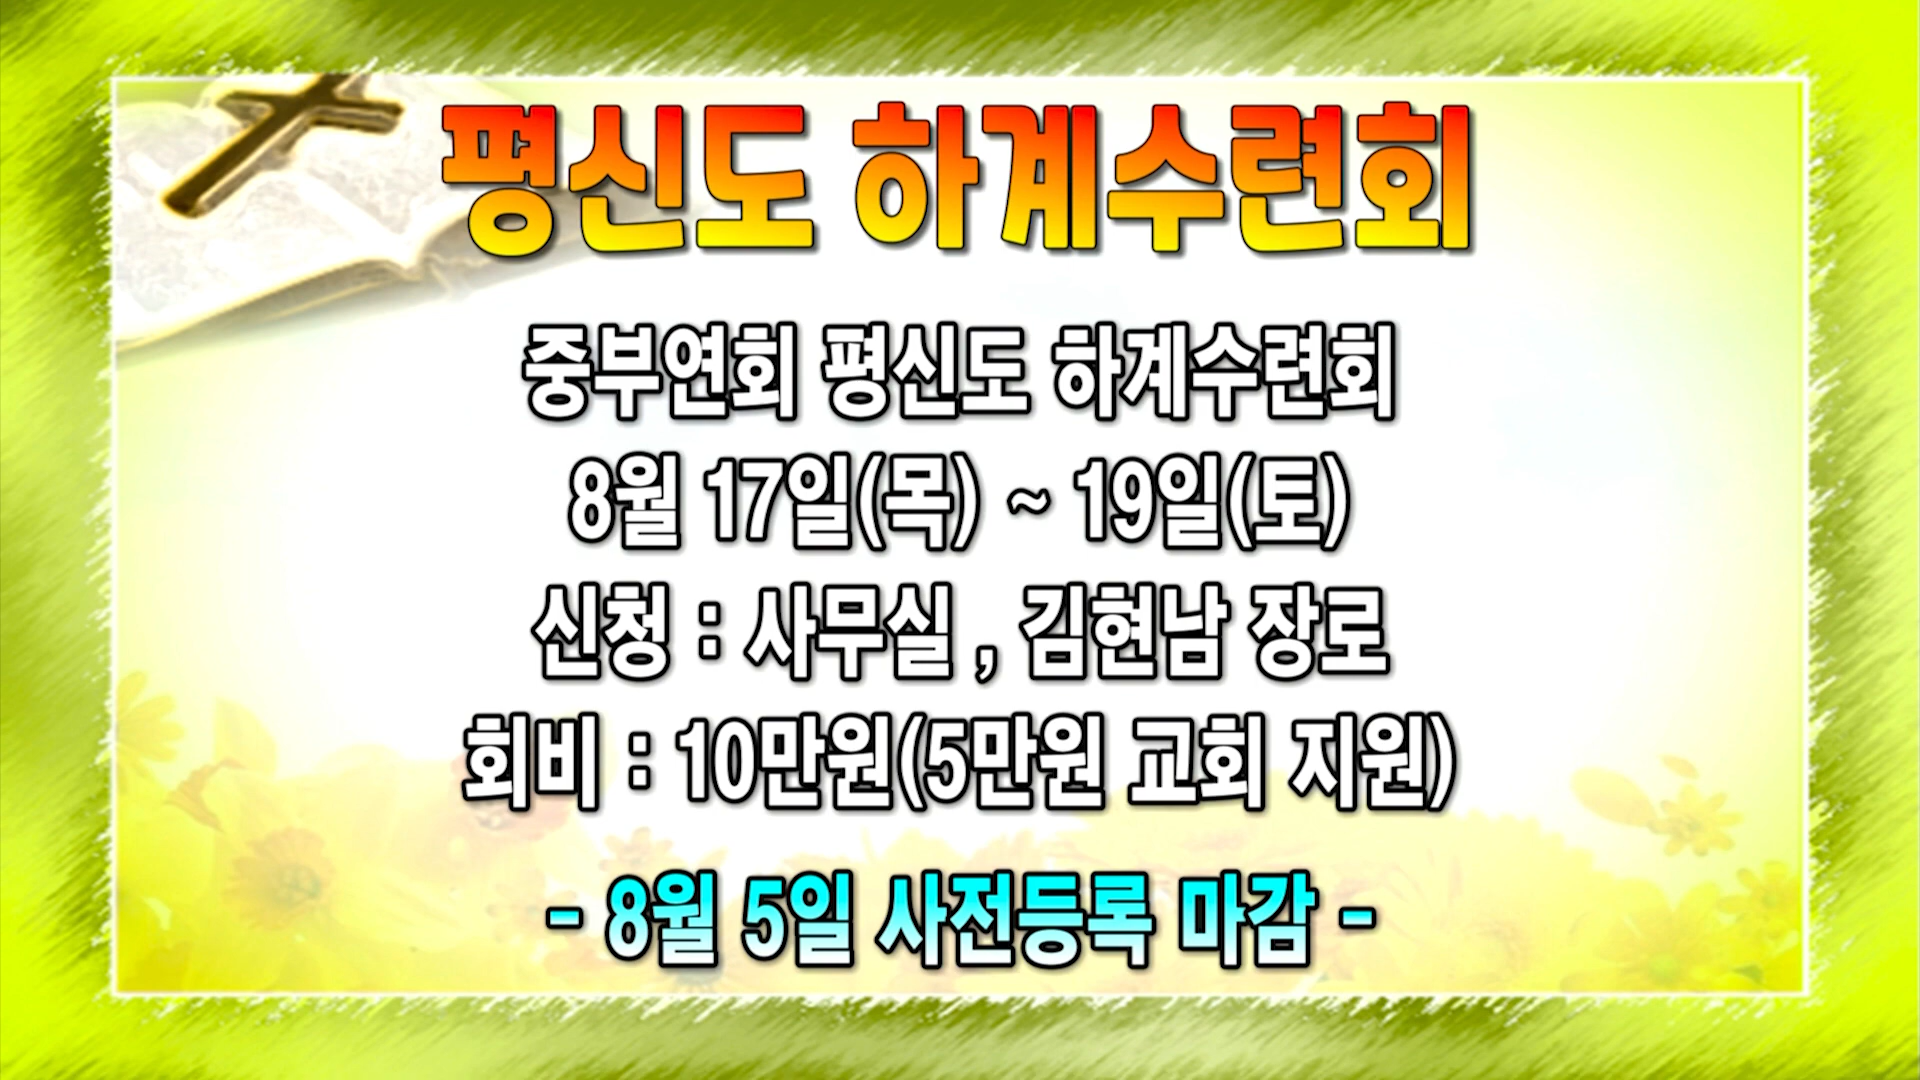 평신도 하계수련회
중부연회 평신도 하계수련회
8월 17일(목) ~ 19일(토)
신청 : 사무실 , 김현남 장로
회비 : 10만원(5만원 교회 지원)
- 8월 5일 사전등록 마감 -